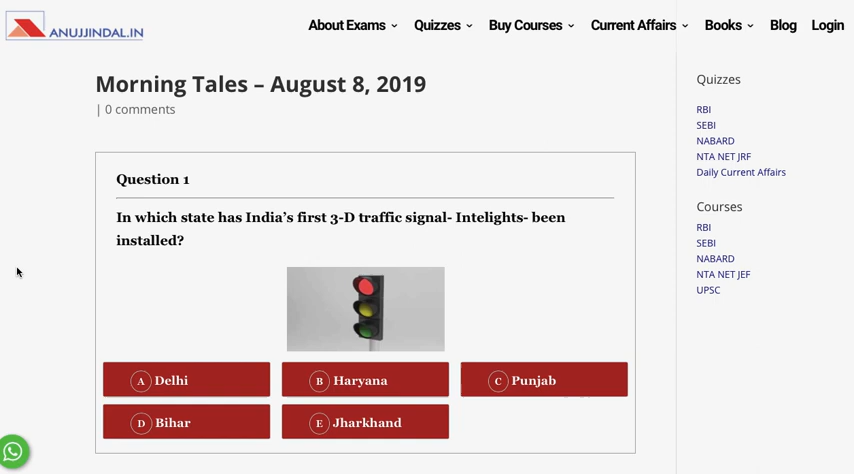 ANUJJINDAL.IN
About Exams Quizzes Buy Courses Current Affairs Books Blog Login
Morning Tales – August 8, 2019
| 0 comments
Question 1
In which state has India's first 3-D traffic signal- Intelights- been
installed?
A Delhi
B Haryana
C Punjab
D Bihar
E Jharkhand
Quizzes
RBI
SEBI
NABARD
NTA NET JRF
Daily Current Affairs
Courses
RBI
SEBI
NABARD
NTA NET JEF
UPSC